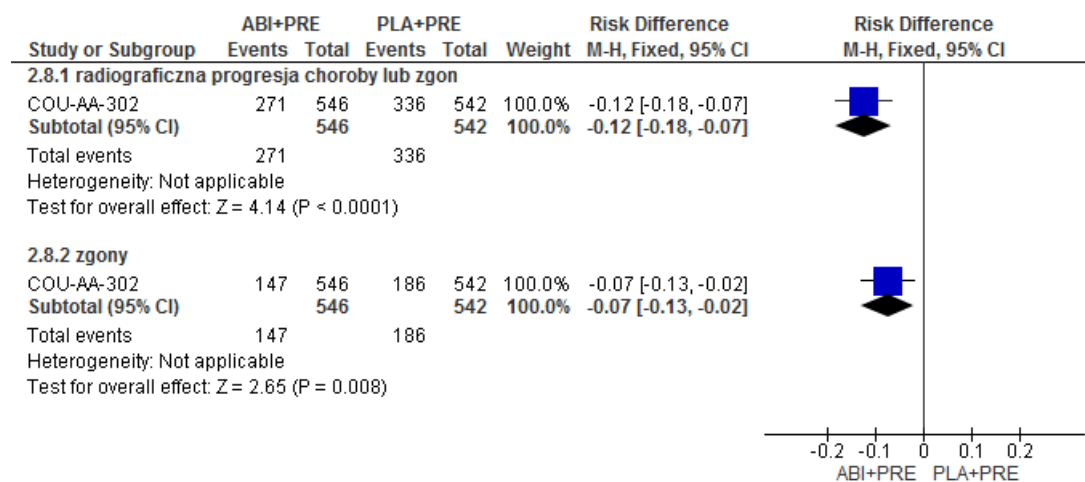 ABI+PRE PLA+PRE Risk Difference Risk Difference
Study or Subgroup Events Total Events Total Weight M-H, Fixed, 95% CI M-H, Fixed, 95% CI
2.8.1 radiograficzna progresja choroby lub zgon
COU-AA-302 271 546 336 542 100.0% -0.12 [-0.18, -0.07]
Subtotal (95% CI) 546 542 100.0% -0.12 [-0.18, -0.07]
Total events 271 336
Heterogeneity: Not applicable
Test for overall effect: Z = 4.14 (P < 0.0001)
2.8.2 zgony
COU-AA-302 147 546 186 542 100.0% -0.07 [-0.13, -0.02]
Subtotal (95% CI) 546 542 100.0% -0.07 [-0.13, -0.02]
Total events 147 186
Heterogeneity: Not applicable
Test for overall effect: Z = 2.65 (P = 0.008)
-0.2 -0.1 0 0.1 0.2
ABI+PRE PLA+PRE